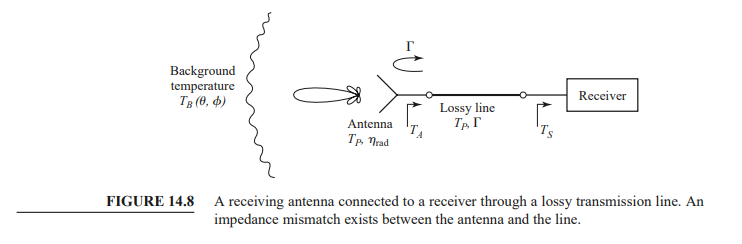 Γ
Background
temperature
T_B (θ, ϕ)
Antenna
T_P, η_rad
T_A
Lossy line
T_P, Γ
T_S
Receiver
FIGURE 14.8 A receiving antenna connected to a receiver through a lossy transmission line. An
impedance mismatch exists between the antenna and the line.